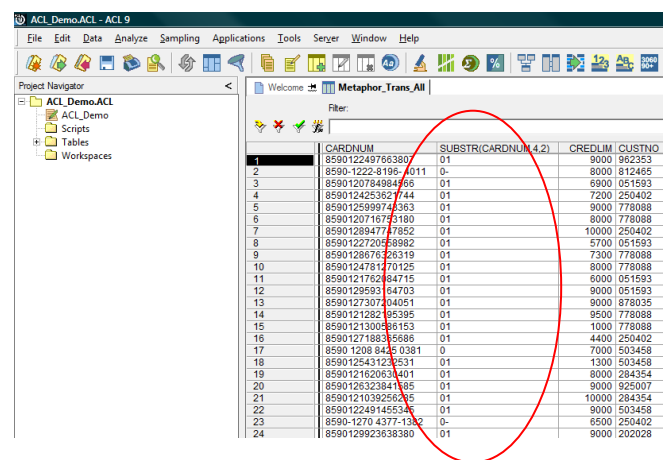 ACL_Demo.ACL - ACL 9
File Edit Data Analyze Sampling Applications Tools Server Window Help
Project Navigator <
Welcome Metaphor_Trans_All
ACL_Demo.ACL
ACL_Demo
Scripts
Tables
Workspaces
Filter:
CARDNUM SUBSTR(CARDNUM,4,2) CREDLIM CUSTNO
1 8590122497663807 01 9000 962353
2 8590-1222-8196-4011 0- 8000 812465
3 8590120784984566 01 6900 051593
4 8590124253621744 01 7200 250402
5 8590125999748363 01 9000 778088
6 8590120716753180 01 8000 778088
7 8590128947747852 01 10000 250402
8 8590122720558982 01 5700 051593
9 8590128676326319 01 7300 778088
10 8590124781270125 01 8000 778088
11 8590121762084715 01 6000 051593
12 8590129593164703 01 9000 051593
13 8590127307204051 01 9000 878035
14 8590121282195395 01 9500 778088
15 8590121300586153 01 1000 778088
16 8590127188365686 01 4400 250402
17 8590 1208 8425 0381 0 7000 503458
18 8590125431232531 01 1300 503458
19 8590121620630401 01 8000 284354
20 8590126323841585 01 9000 925007
21 8590121039256285 01 10000 284354
22 8590122491455345 01 9000 503458
23 8590-1270 4377-1382 0- 6500 250402
24 8590129923638380 01 9000 202028